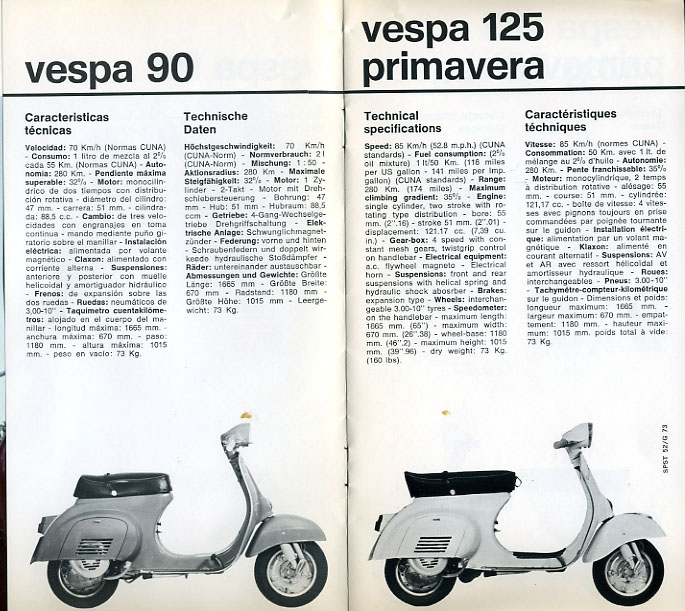 vespa 90
Caracteristicas
técnicas
Velocidad: 70 Km/h (Normas CUNA)
- Consumo: 1 litro de mezcla al 2% 
cada 55 Km. (Normas CUNA) - Auto-
nomia: 280 Km. - Pendiente máxima
superable: 32% - Motor: monocilin-
drico de dos tiempos con distribu-
ción rotativa - diámetro del cilindro:
47 mm. - carrera: 51 mm. - cilindra-
da: 88,5 c.c. - Cambio: de tres velo-
cidades con engranajes en toma
continua - mando mediante puño gi-
ratorio sobre el manillar - Instalación
eléctrica: alimentada por volante
magnético - Claxon: alimentado con
corriente alterna - Suspensiones:
anteriore y posterior con muelle
helicoidal y amortiguador hidráulico
- Frenos: de expansión sobre las
dos ruedas - Ruedas: neumáticos de
3,00-10" - Taquimetro cuentakilóme-
tros: alojado en el cuerpo del ma-
nillar - longitud máxima: 1665 mm. -
anchura máxima: 670 mm. - paso:
1180 mm. - altura máxima: 1015
mm. - peso en vacío: 73 Kg.
Technische
Daten
Höchstgeschwindigkeit: 70 Km/h
(CUNA-Norm) - Normverbrauch: 2 l
(CUNA-Norm) - Mischung: 1:50 -
Aktionsradius: 280 Km - Maximale
Steigfähigkeit: 32% - Motor: 1 Zy-
linder - 2-Takt - Motor mit Dreh-
schiebersteuerung - Bohrung: 47
mm - Hub: 51 mm - Hubraum: 88,5
ccm - Getriebe: 4-Gang-Wechselge-
triebe Drehgriffschaltung - Elek-
trische Anlage: Schwunglichmagnet-
zünder - Federung: vorne und hinten
- Schraubenfedern und doppelt wir-
kesde hydraulische Stoßdämpfer -
Räder: untereinander austauschbar
- Abmessungen und Gewichte: Größte
Länge: 1665 mm - Größte Breite:
670 mm - Radstand: 1180 mm -
Größte Höhe: 1015 mm - Leerge-
wicht: 73 Kg.
vespa 125
primavera
Technical
specifications
Speed: 85 Km/h (52.8 m.p.h.) (CUNA
standards) - Fuel consumption: (2%
oil mixture) 1 lt/50 Km. (118 miles
per US gallon - 141 miles per Imp.
gallon) (CUNA standards) - Range:
280 Km. (174 miles) - Maximum
climbing gradient: 35% - Engine:
single cylinder, two stroke with ro-
tating type distribution - bore: 55
mm. (2".16) - stroke 51 mm. (2".01) -
displacement: 121.17 cc. (7,39 cu.
in.) - Gear-box: 4 speed with con-
stant mesh gears, twistgrip control
on handlebar - Electrical equipment:
a.c. flywheel magneto - Electrical
horn - Suspensions: front and rear
suspensions with helical spring and
hydraulic shock absorber - Brakes:
expansion type - Wheels: interchan-
geable 3.00-10" tyres - Speedometer:
on the handlebar - maximum length:
1665 mm. (65") - maximum width:
670 mm. (26".38) - wheel-base: 1180
mm. (46".2) - maximum height: 1015
mm. (39".96) - dry weight: 73 Kg.
(160 lbs).
Caractéristiques
téchniques
Vitesse: 85 Km/h (normes CUNA) -
Consommation: 50 Km. avec 1 lt. de
mélange au 2% d'huile - Autonomie:
280 Km. - Pente franchissable: 35%
- Moteur: monocylindrique, 2 temps
à distribution rotative - alésage: 55
mm. - course: 51 mm. - cylindrée:
121,17 cc. - boîte de vitesse: 4 vites-
ses avec pignons toujours en prise
commandées par poignée tournante
sur le guidon - Installation électri-
que: alimentation par un volant ma-
gnétique - Klaxon: alimenté en
courant alternatif - Suspensions: AV
et AR avec ressort hélicoidal et
amortisseur hydraulique - Roues:
interchangeables - Pneus: 3.00-10"
- Tachymètre-compteur-kilométrique
sur le guidon - Dimensions et poids:
longueur maximum: 1665 mm. -
largeur maximum: 670 mm. - empat-
tement: 1180 mm. - hauteur maxi-
mum: 1015 mm. poids total à vide:
73 Kg.
SPST 52/G 73